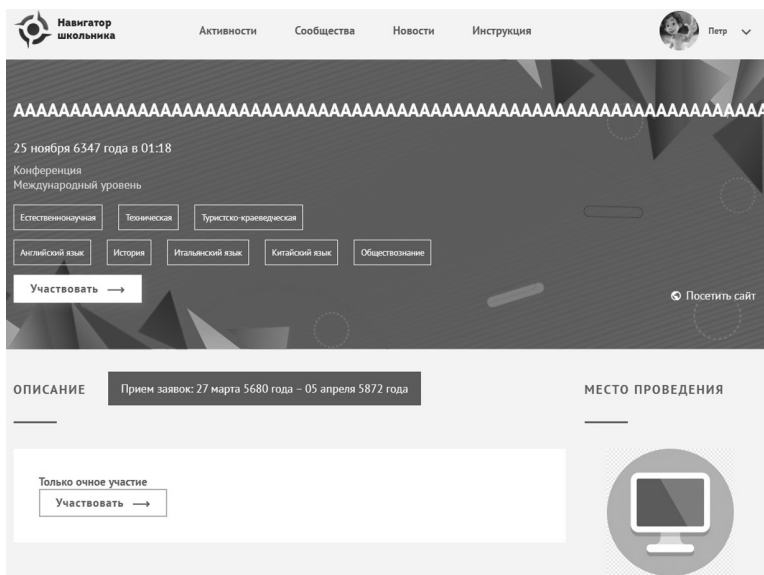 Навигатор школьника
Активности Сообщества Новости Инструкция Петр
АААААААААААААААААААААААААААААААААААААААААААААААААААААААААААААААААА
25 ноября 6347 года в 01:18
Конференция
Международный уровень
Естественнонаучная Техническая Туристско-краеведческая
Английский язык История Итальянский язык Китайский язык Обществознание
Участвовать
Посетить сайт
ОПИСАНИЕ Прием заявок: 27 марта 5680 года – 05 апреля 5872 года МЕСТО ПРОВЕДЕНИЯ
Только очное участие
Участвовать